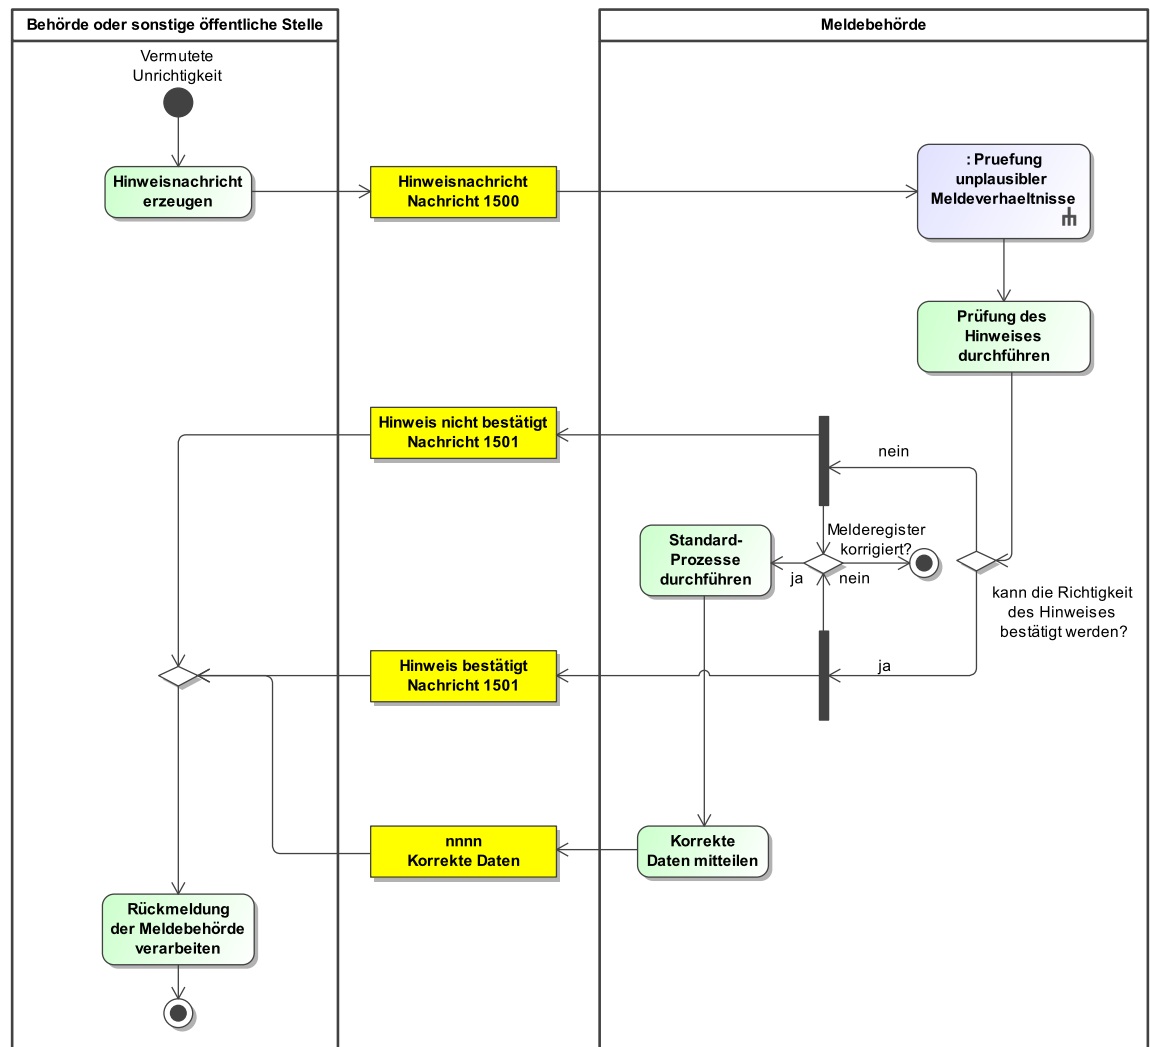 Behörde oder sonstige öffentliche Stelle
Meldebehörde
Vermutete
Unrichtigkeit
Hinweisnachricht
erzeugen
Hinweisnachricht
Nachricht 1500
: Pruefung
unplausibler
Meldeverhaeltnisse
Prüfung des
Hinweises
durchführen
Hinweis nicht bestätigt
Nachricht 1501
nein
Standard-
Prozesse
durchführen
Melderegister
korrigiert?
ja
nein
kann die Richtigkeit
des Hinweises
bestätigt werden?
Hinweis bestätigt
Nachricht 1501
ja
nnnn
Korrekte Daten
Korrekte
Daten mitteilen
Rückmeldung
der Meldebehörde
verarbeiten